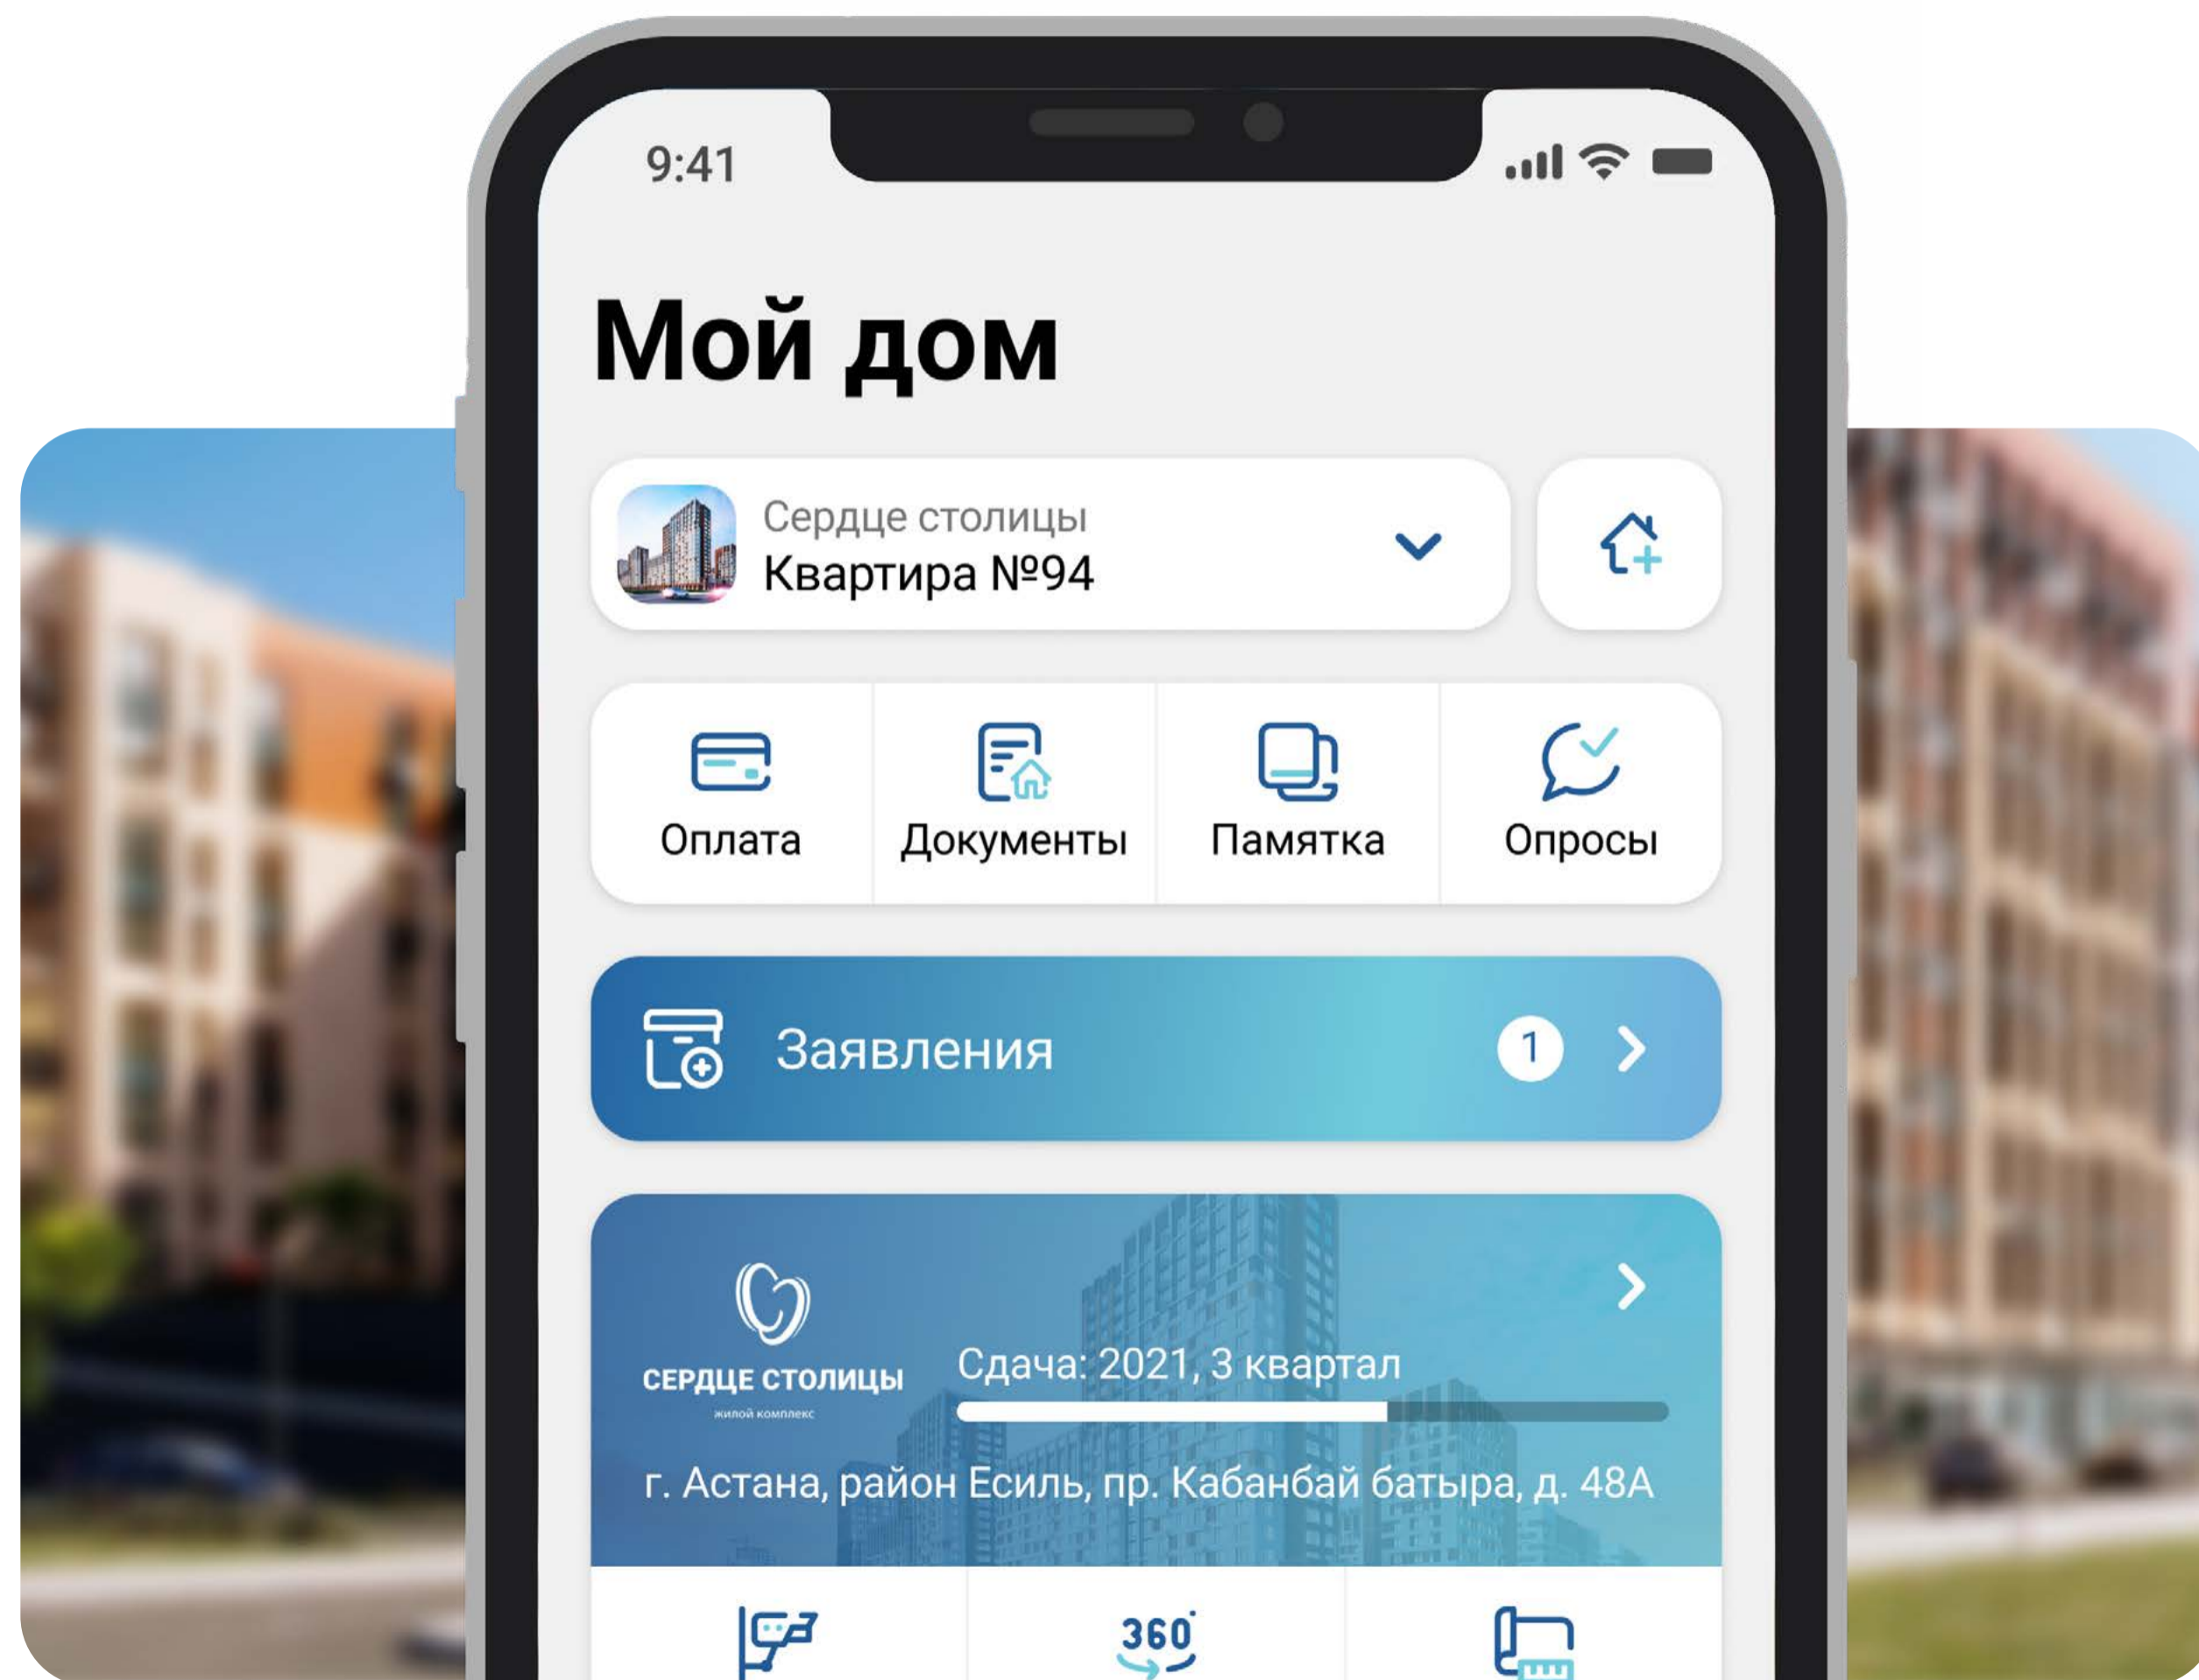 9:41
Мой дом
Сердце столицы
Квартира №94
Оплата
Документы
Памятка
Опросы
Заявления
1
СЕРДЦЕ СТОЛИЦЫ
жилой комплекс
Сдача: 2021, 3 квартал
г. Астана, район Есиль, пр. Кабанбай батыра, д. 48А
360°